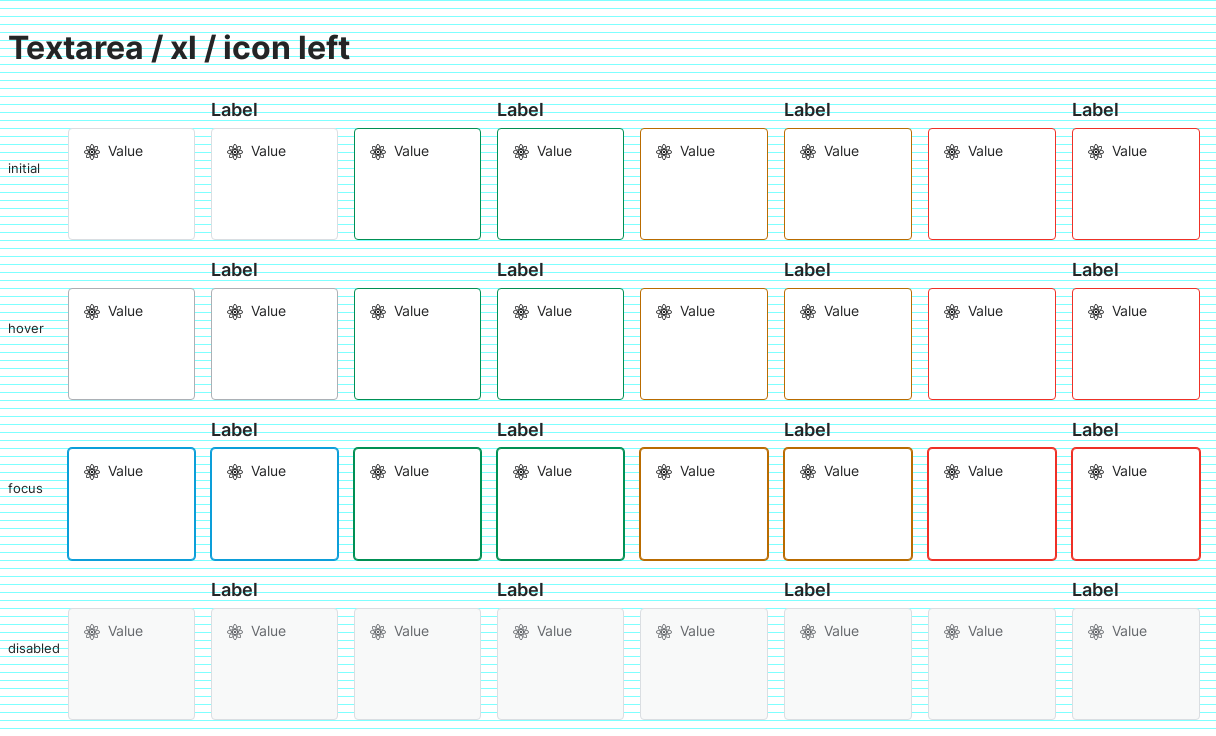 Textarea / xl / icon left
Label Label Label Label
initial Value Value Value Value Value Value Value Value
Label Label Label Label
hover Value Value Value Value Value Value Value Value
Label Label Label Label
focus Value Value Value Value Value Value Value Value
Label Label Label Label
disabled Value Value Value Value Value Value Value Value